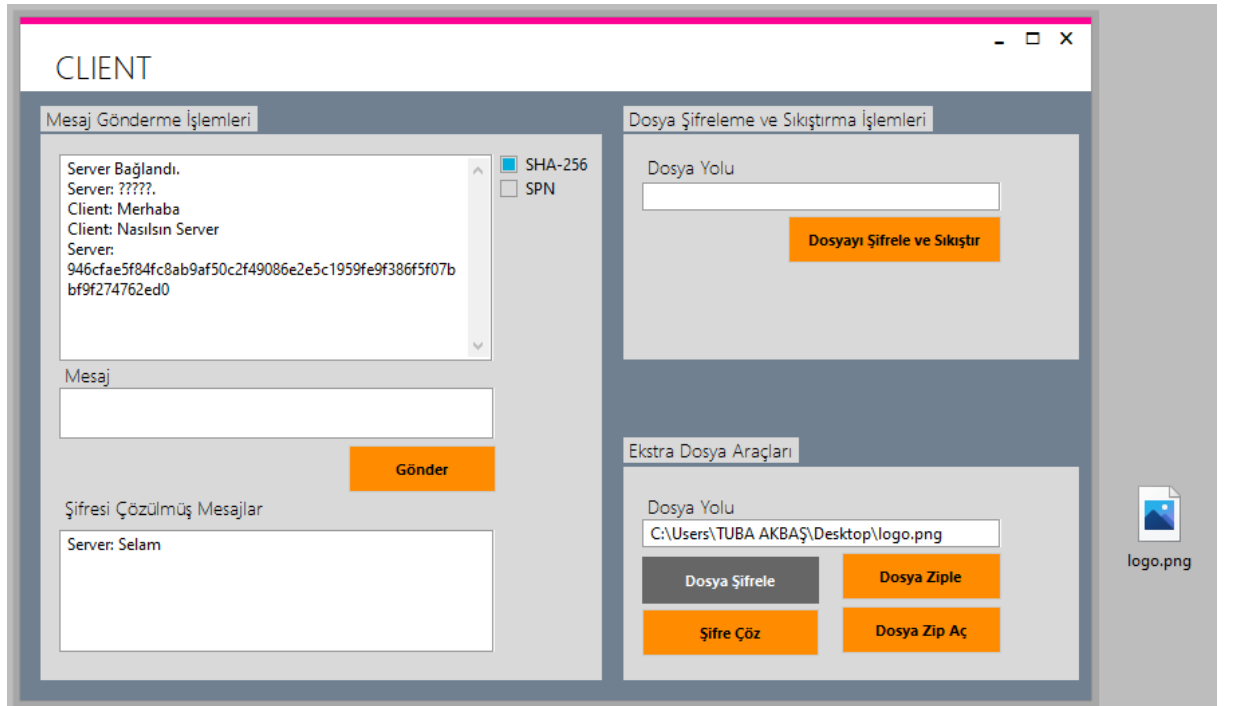 CLIENT
Mesaj Gönderme İşlemleri
Server Bağlandı.
Server: ?????.
Client: Merhaba
Client: Nasılsın Server
Server:
946cfae5f84fc8ab9af50c2f49086e2e5c1959fe9f386f5f07b
bf9f274762ed0
SHA-256
SPN
Mesaj
Gönder
Şifresi Çözülmüş Mesajlar
Server: Selam
Dosya Şifreleme ve Sıkıştırma İşlemleri
Dosya Yolu
Dosyayı Şifrele ve Sıkıştır
Ekstra Dosya Araçları
Dosya Yolu
C:\Users\TUBA AKBAŞ\Desktop\logo.png
Dosya Şifrele
Dosya Ziple
Şifre Çöz
Dosya Zip Aç
logo.png